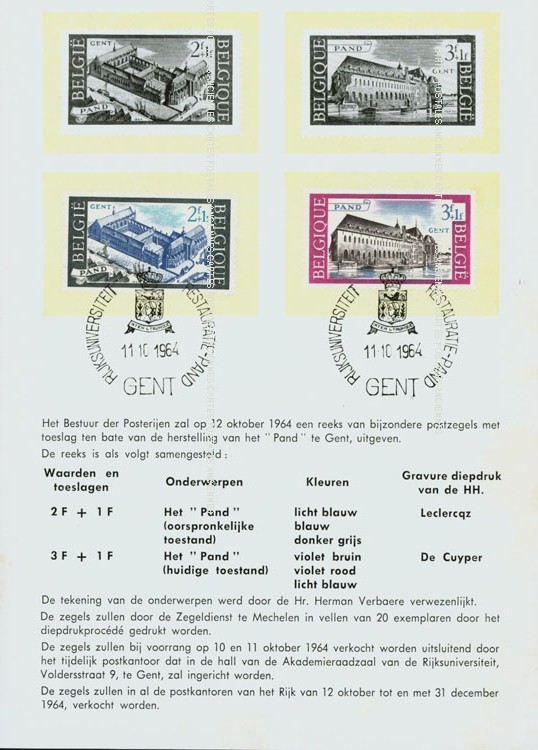 BELGIË GENT 2F+1F PAND BELGIQUE
BELGIQUE PAND 3F+1F GENT BELGIË
BELGIË GENT 2F+1F PAND BELGIQUE
BELGIQUE PAND 3F+1F GENT BELGIË
RIJKSUNIVERSITEIT RESTAURATIE-PAND
INTER UTRUMQUE
11·10 1964
GENT
RIJKSUNIVERSITEIT RESTAURATIE-PAND
INTER UTRUMQUE
11·10 1964
GENT
Het Bestuur der Posterijen zal op 12 oktober 1964 een reeks van bijzondere postzegels met
toeslag ten bate van de herstelling van het " Pand " te Gent, uitgeven.
De reeks is als volgt samengesteld :
Waarden en toeslagen Onderwerpen Kleuren Gravure diepdruk van de HH.
2 F + 1 F Het " Pand " licht blauw Leclercqz
(oorspronkelijke blauw
toestand) donker grijs
3 F + 1 F Het " Pand " violet bruin De Cuyper
(huidige toestand) violet rood
licht blauw
De tekening van de onderwerpen werd door de Hr. Herman Verbaere verwezenlijkt.
De zegels zullen door de Zegeldienst te Mechelen in vellen van 20 exemplaren door het
diepdrukprocédé gedrukt worden.
De zegels zullen bij voorrang op 10 en 11 oktober 1964 verkocht worden uitsluitend door
het tijdelijk postkantoor dat in de hall van de Akademieraadzaal van de Rijksuniversiteit,
Voldersstraat 9, te Gent, zal ingericht worden.
De zegels zullen in al de postkantoren van het Rijk van 12 oktober tot en met 31 december
1964, verkocht worden.